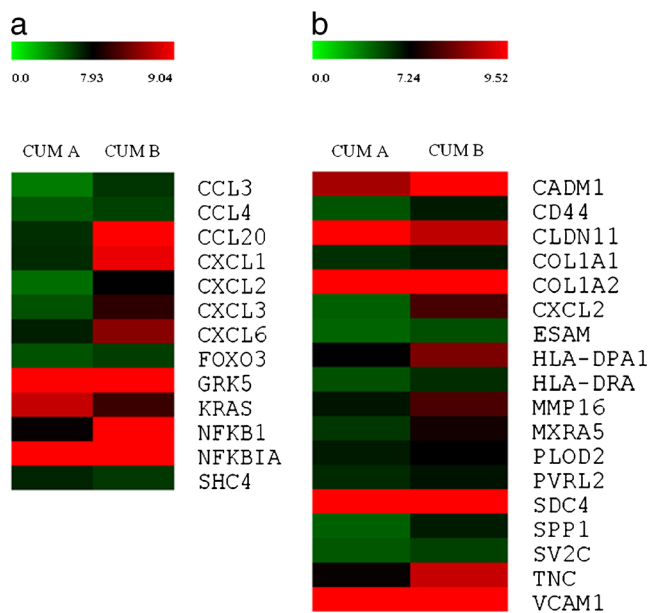 a
0.0 7.93 9.04
CUM A CUM B
CCL3
CCL4
CCL20
CXCL1
CXCL2
CXCL3
CXCL6
FOXO3
GRK5
KRAS
NFKB1
NFKBIA
SHC4
b
0.0 7.24 9.52
CUM A CUM B
CADM1
CD44
CLDN11
COL1A1
COL1A2
CXCL2
ESAM
HLA-DPA1
HLA-DRA
MMP16
MXRA5
PLOD2
PVRL2
SDC4
SPP1
SV2C
TNC
VCAM1